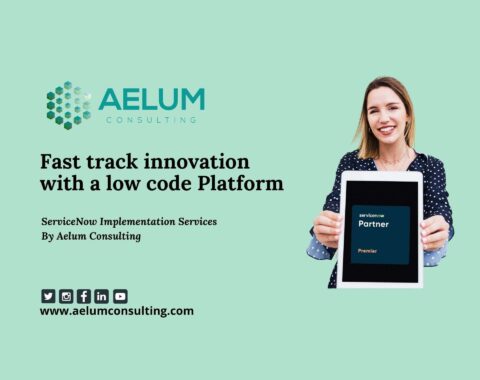 AELUM
CONSULTING
Fast track innovation
with a low code Platform
ServiceNow Implementation Services
By Aelum Consulting
servicenow
Partner
Premier
www.aelumconsulting.com